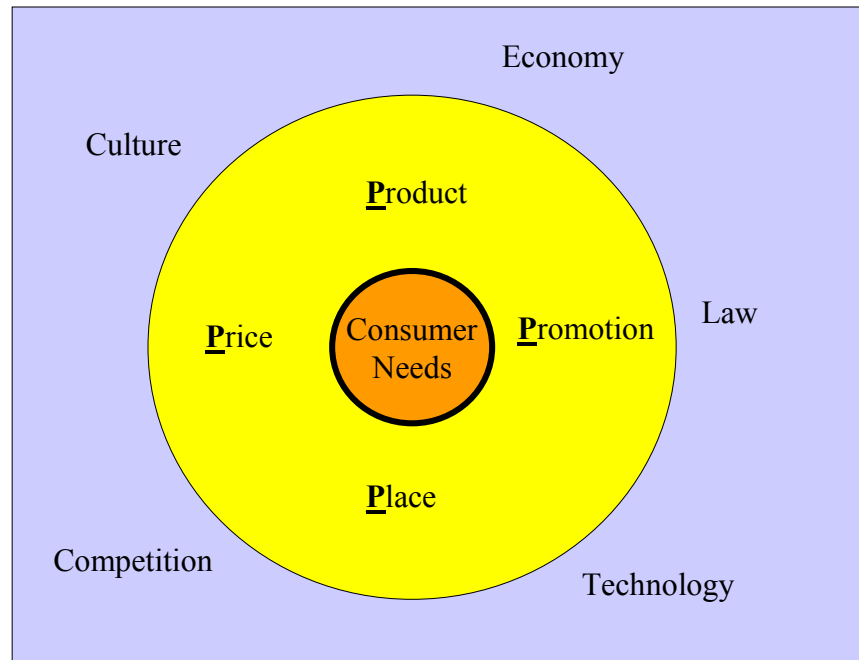 Economy
Culture
Product
Law
Price
Consumer
Needs
Promotion
Place
Competition
Technology